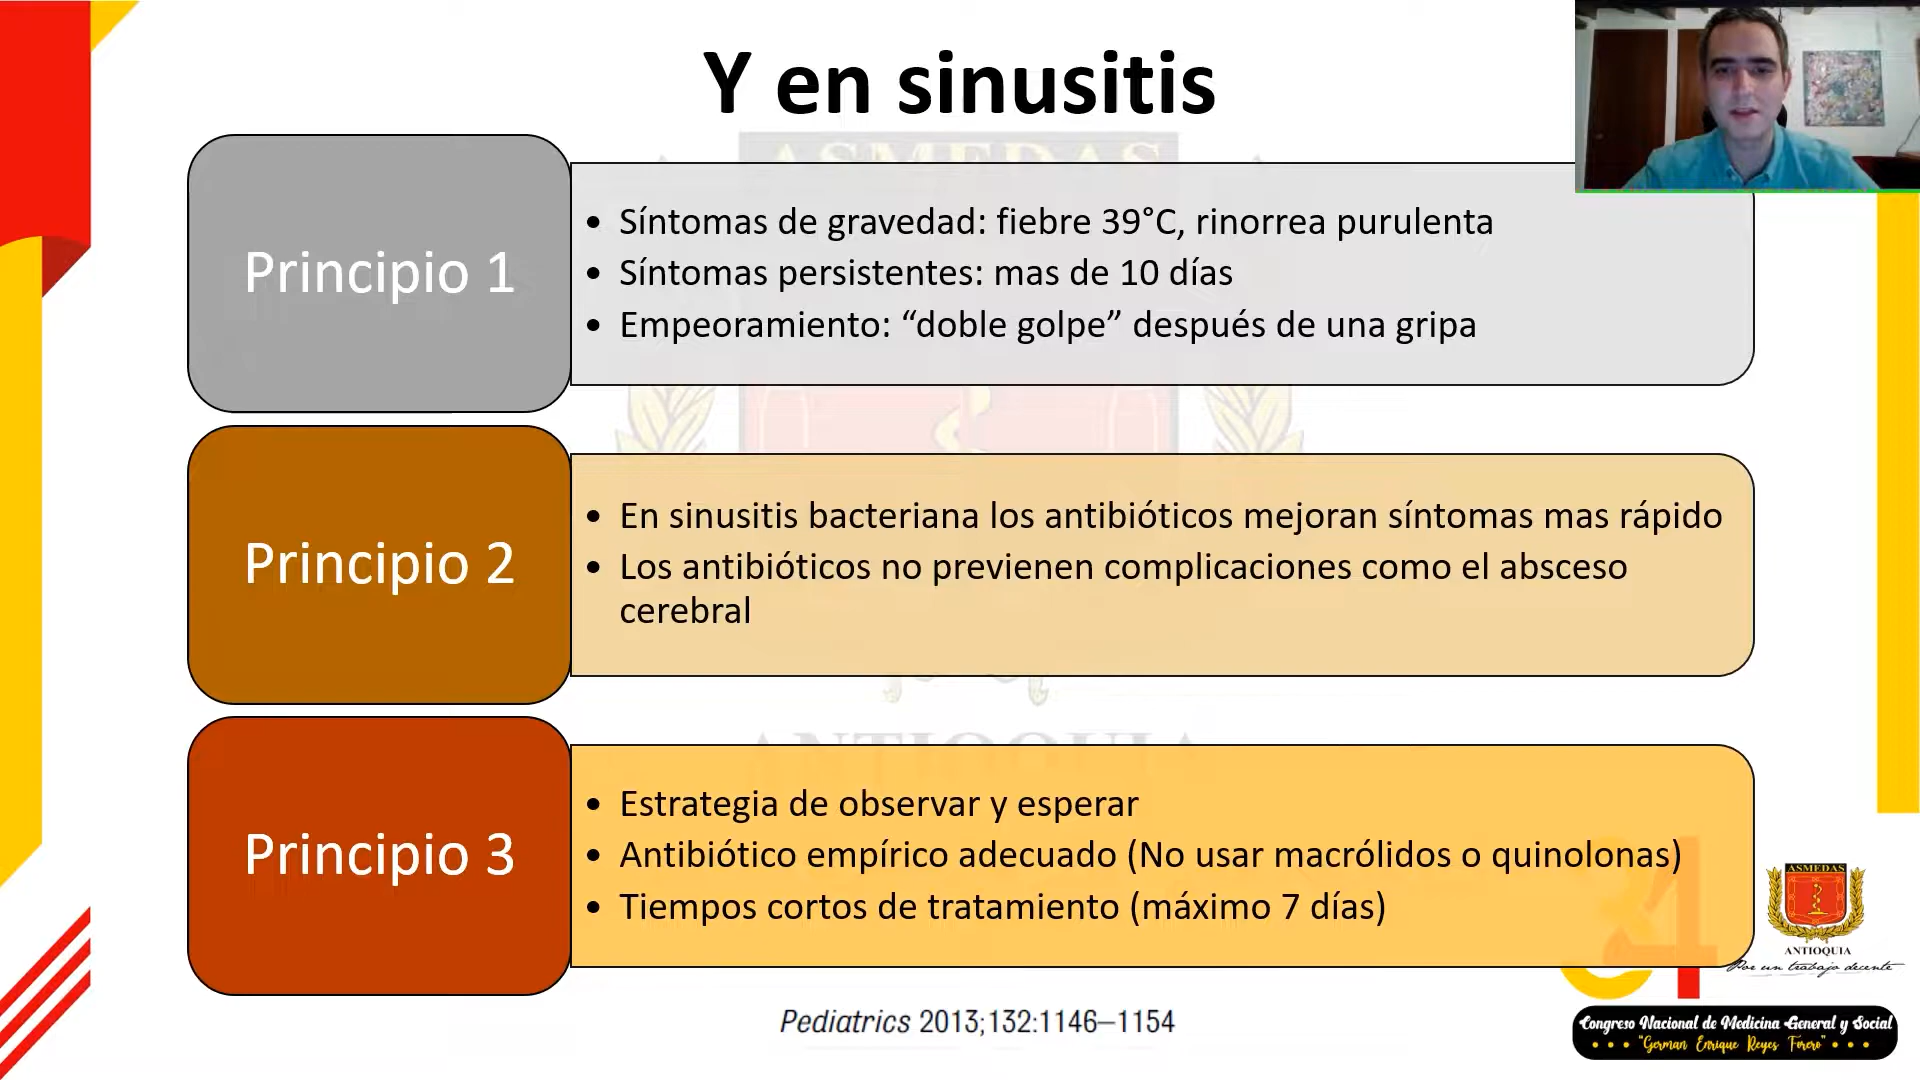 Y en sinusitis
Principio 1
• Síntomas de gravedad: fiebre 39°C, rinorrea purulenta
• Síntomas persistentes: mas de 10 días
• Empeoramiento: “doble golpe” después de una gripa
Principio 2
• En sinusitis bacteriana los antibióticos mejoran síntomas mas rápido
• Los antibióticos no previenen complicaciones como el absceso
cerebral
Principio 3
• Estrategia de observar y esperar
• Antibiótico empírico adecuado (No usar macrólidos o quinolonas)
• Tiempos cortos de tratamiento (máximo 7 días)
Pediatrics 2013;132:1146–1154
ASMEDAS
ANTIOQUIA
34
ASMEDAS
ANTIOQUIA
Por un trabajo decente
Congreso Nacional de Medicina General y Social
"German Enrique Reyes Forero"